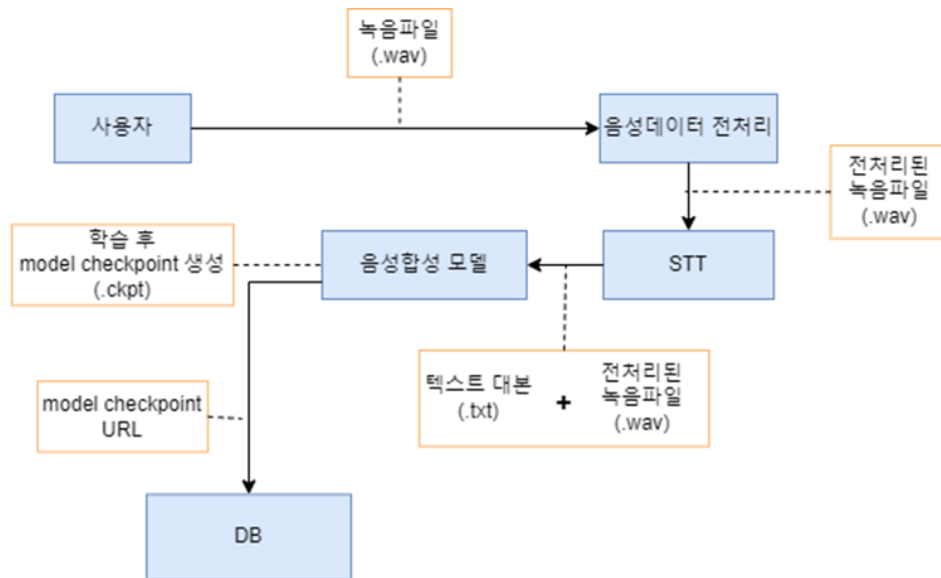 녹음파일
(.wav)
사용자
음성데이터 전처리
전처리된
녹음파일
(.wav)
학습 후
model checkpoint 생성
(.ckpt)
음성합성 모델
STT
텍스트 대본
(.txt)
+
전처리된
녹음파일
(.wav)
model checkpoint
URL
DB